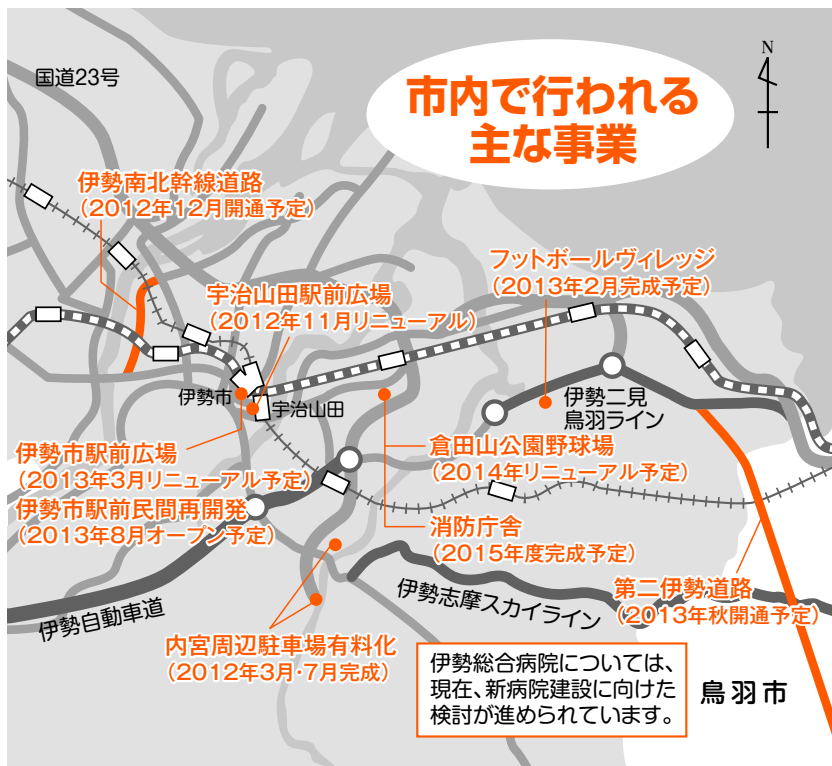 国道23号
N
市内で行われる
主な事業
伊勢南北幹線道路
(2012年12月開通予定)
フットボールヴィレッジ
(2013年2月完成予定)
宇治山田駅前広場
(2012年11月リニューアル)
伊勢市
宇治山田
伊勢二見
鳥羽ライン
伊勢市駅前広場
(2013年3月リニューアル予定)
伊勢市駅前民間再開発
(2013年8月オープン予定)
倉田山公園野球場
(2014年リニューアル予定)
消防庁舎
(2015年度完成予定)
伊勢自動車道
伊勢志摩スカイライン
第二伊勢道路
(2013年秋開通予定)
内宮周辺駐車場有料化
(2012年3月・7月完成)
伊勢総合病院については、
現在、新病院建設に向けた
検討が進められています。
鳥羽市